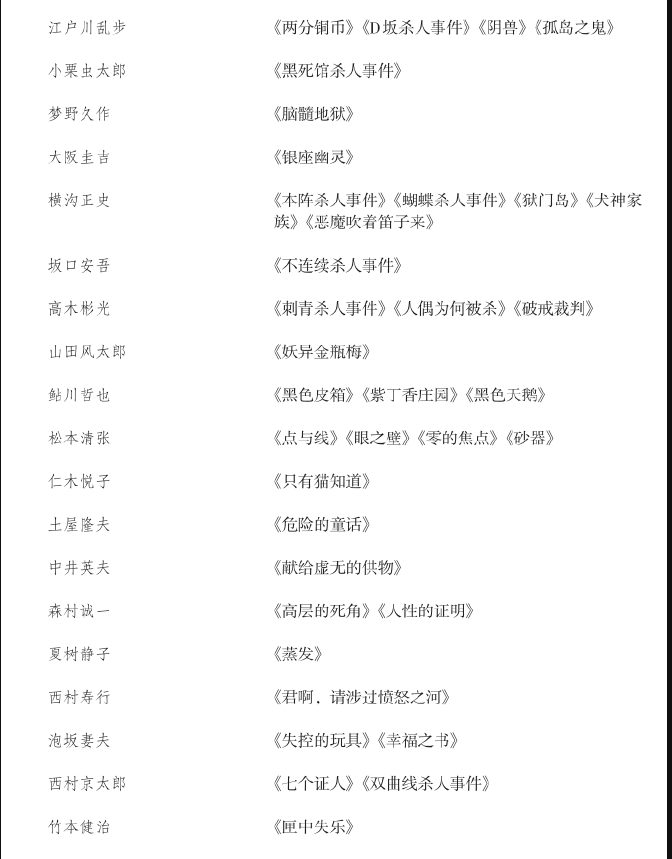 江户川乱步 《两分铜币》《D坂杀人事件》《阴兽》《孤岛之鬼》
小栗虫太郎 《黑死馆杀人事件》
梦野久作 《脑髓地狱》
大阪圭吉 《银座幽灵》
横沟正史 《本阵杀人事件》《蝴蝶杀人事件》《狱门岛》《犬神家
族》《恶魔吹着笛子来》
坂口安吾 《不连续杀人事件》
高木彬光 《刺青杀人事件》《人偶为何被杀》《破戒裁判》
山田风太郎 《妖异金瓶梅》
鲇川哲也 《黑色皮箱》《紫丁香庄园》《黑色天鹅》
松本清张 《点与线》《眼之壁》《零的焦点》《砂器》
仁木悦子 《只有猫知道》
土屋隆夫 《危险的童话》
中井英夫 《献给虚无的供物》
森村诚一 《高层的死角》《人性的证明》
夏树静子 《蒸发》
西村寿行 《君啊，请涉过愤怒之河》
泡坂妻夫 《失控的玩具》《幸福之书》
西村京太郎 《七个证人》《双曲线杀人事件》
竹本健治 《匣中失乐》